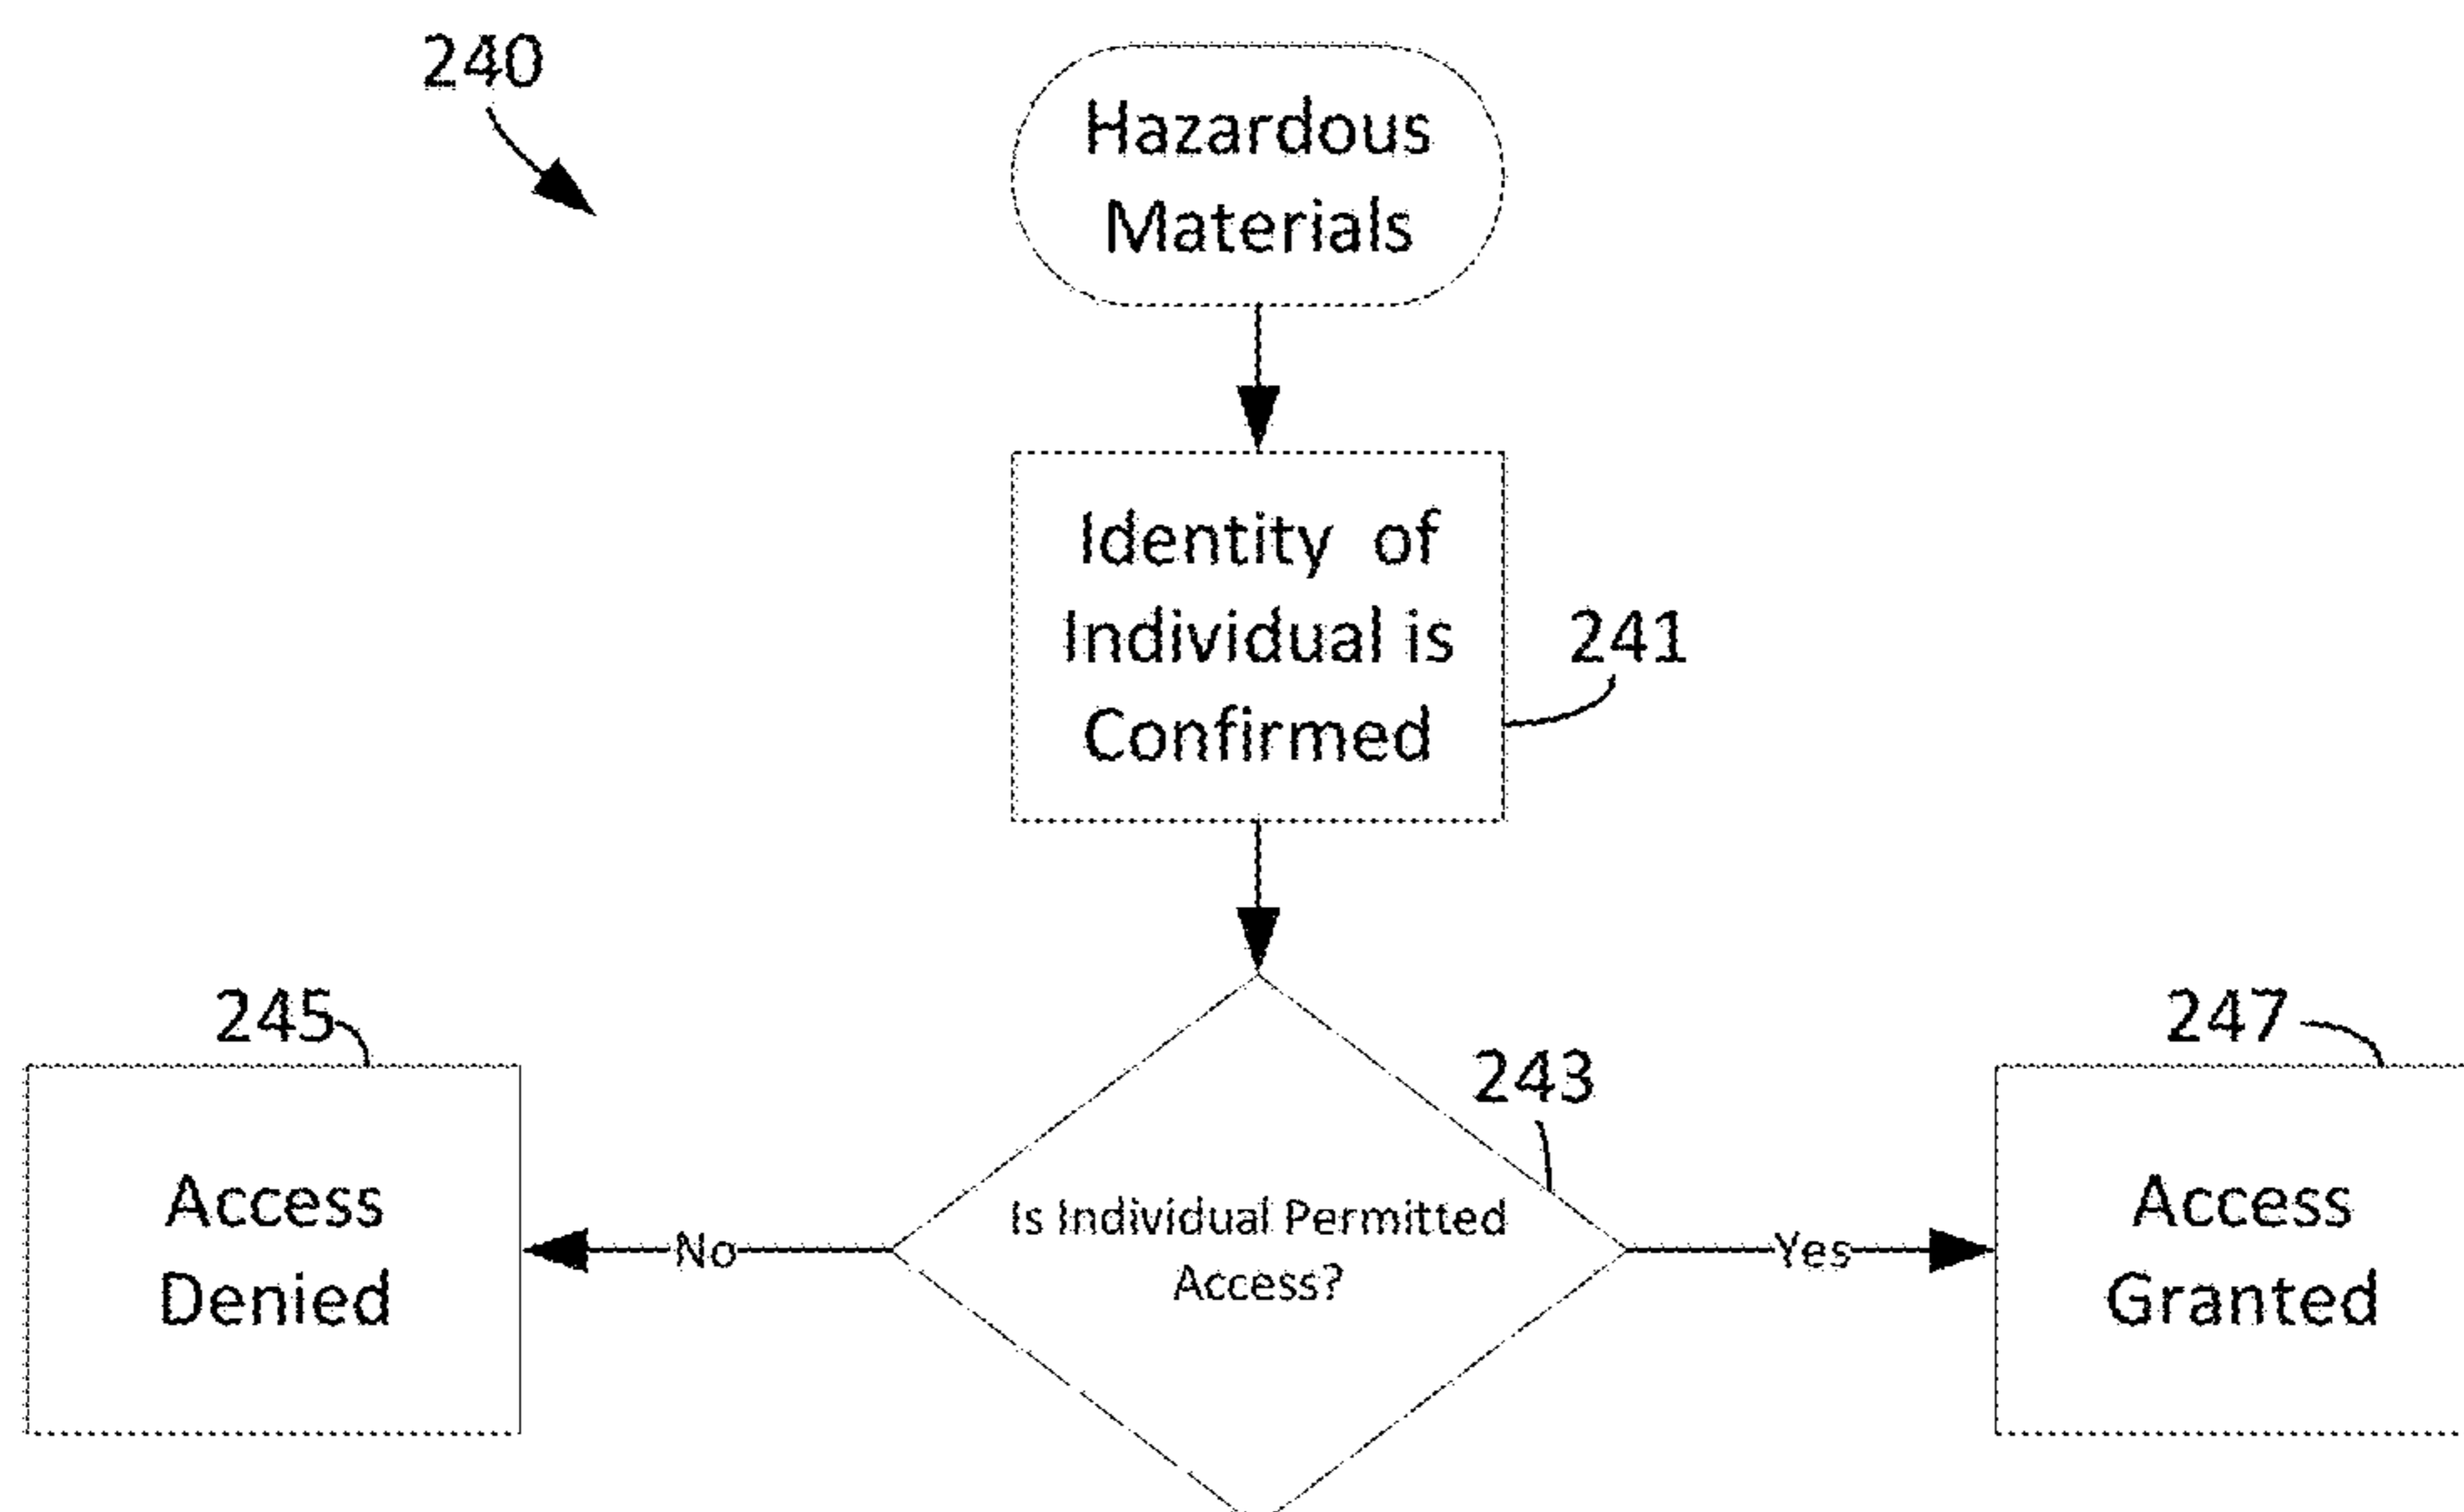 240
Hazardous
Materials
Identity of
Individual is
Confirmed
241
245
Access
Denied
No
243
Is Individual Permitted
Access?
Yes
247
Access
Granted